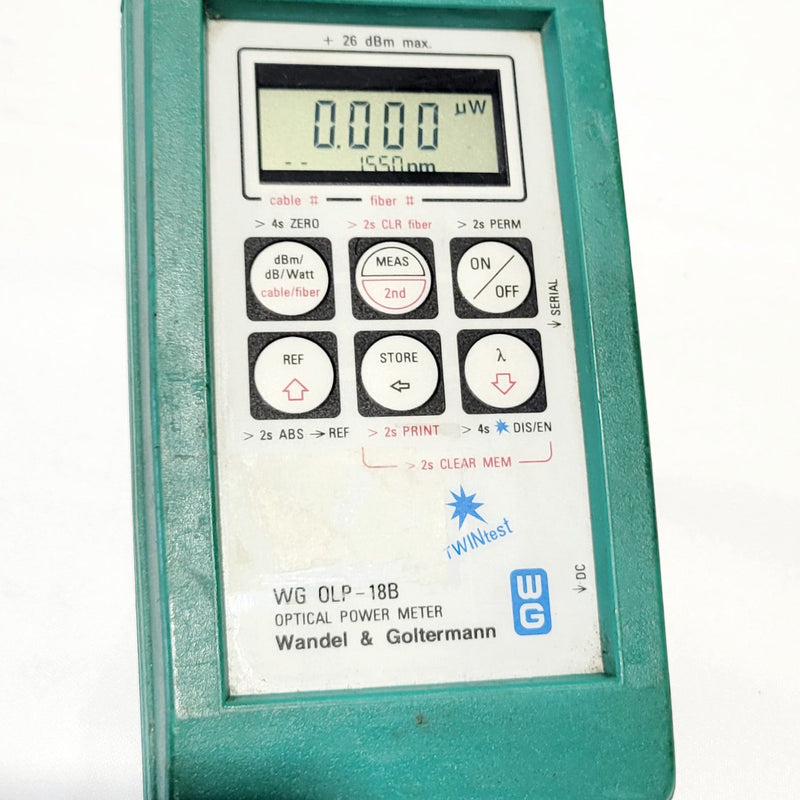 + 26 dBm max.
0.000 µW
-- 1550nm
cable # fiber #
> 4s ZERO > 2s CLR fiber > 2s PERM
dBm/
dB/Watt
cable/fiber
MEAS
2nd
ON
OFF
SERIAL
REF
STORE
λ
> 2s ABS → REF > 2s PRINT > 4s DIS/EN
> 2s CLEAR MEM
TWINtest
DC
WG OLP-18B
OPTICAL POWER METER
Wandel & Goltermann
WG